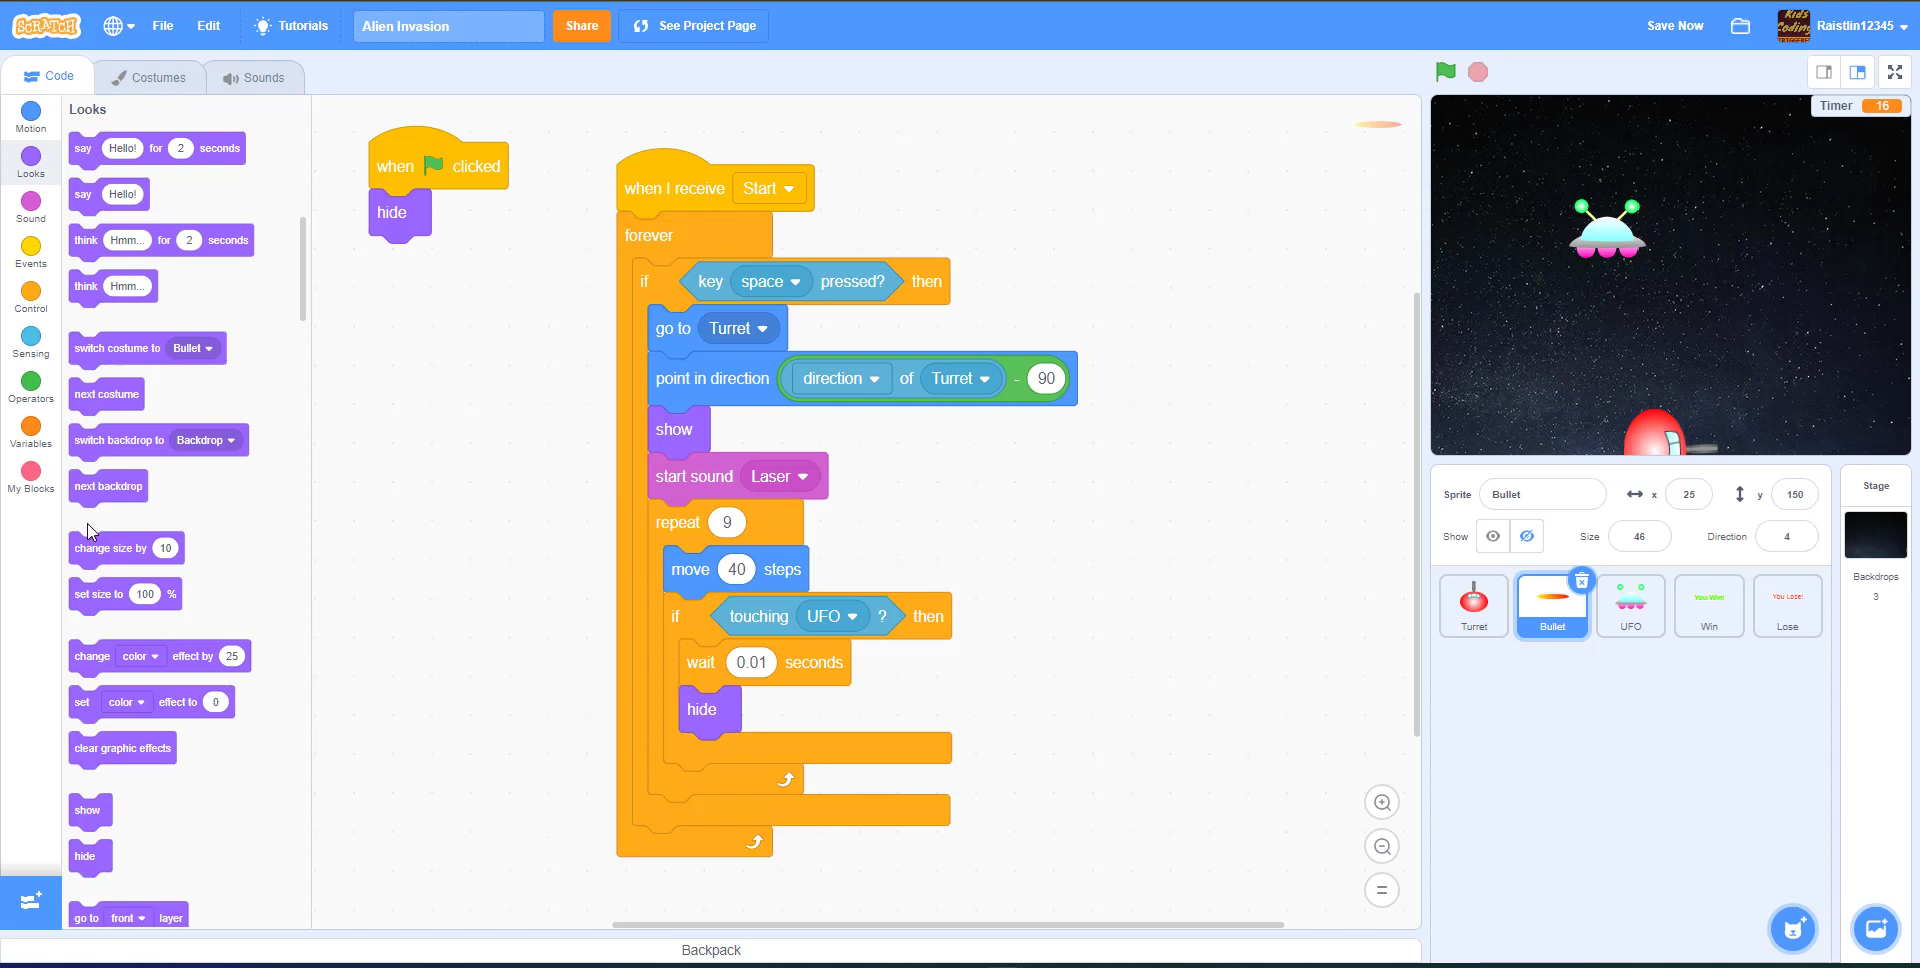 SCRATCH File Edit Tutorials Alien Invasion Share See Project Page Save Now Raistlin12345
Code Costumes Sounds
Motion
Looks
Sound
Events
Control
Sensing
Operators
Variables
My Blocks
Looks
say Hello! for 2 seconds
say Hello!
think Hmm... for 2 seconds
think Hmm...
switch costume to Bullet
next costume
switch backdrop to Backdrop
next backdrop
change size by 10
set size to 100 %
change color effect by 25
set color effect to 0
clear graphic effects
show
hide
go to front layer
when clicked
hide
when I receive Start
forever
if key space pressed? then
go to Turret
point in direction direction of Turret - 90
show
start sound Laser
repeat 9
move 40 steps
if touching UFO ? then
wait 0.01 seconds
hide
Backpack
Timer 16
Sprite Bullet x 25 y 150
Show Size 46 Direction 4
You Win! You Lose!
Turret Bullet UFO Win Lose
Stage
Backdrops
3